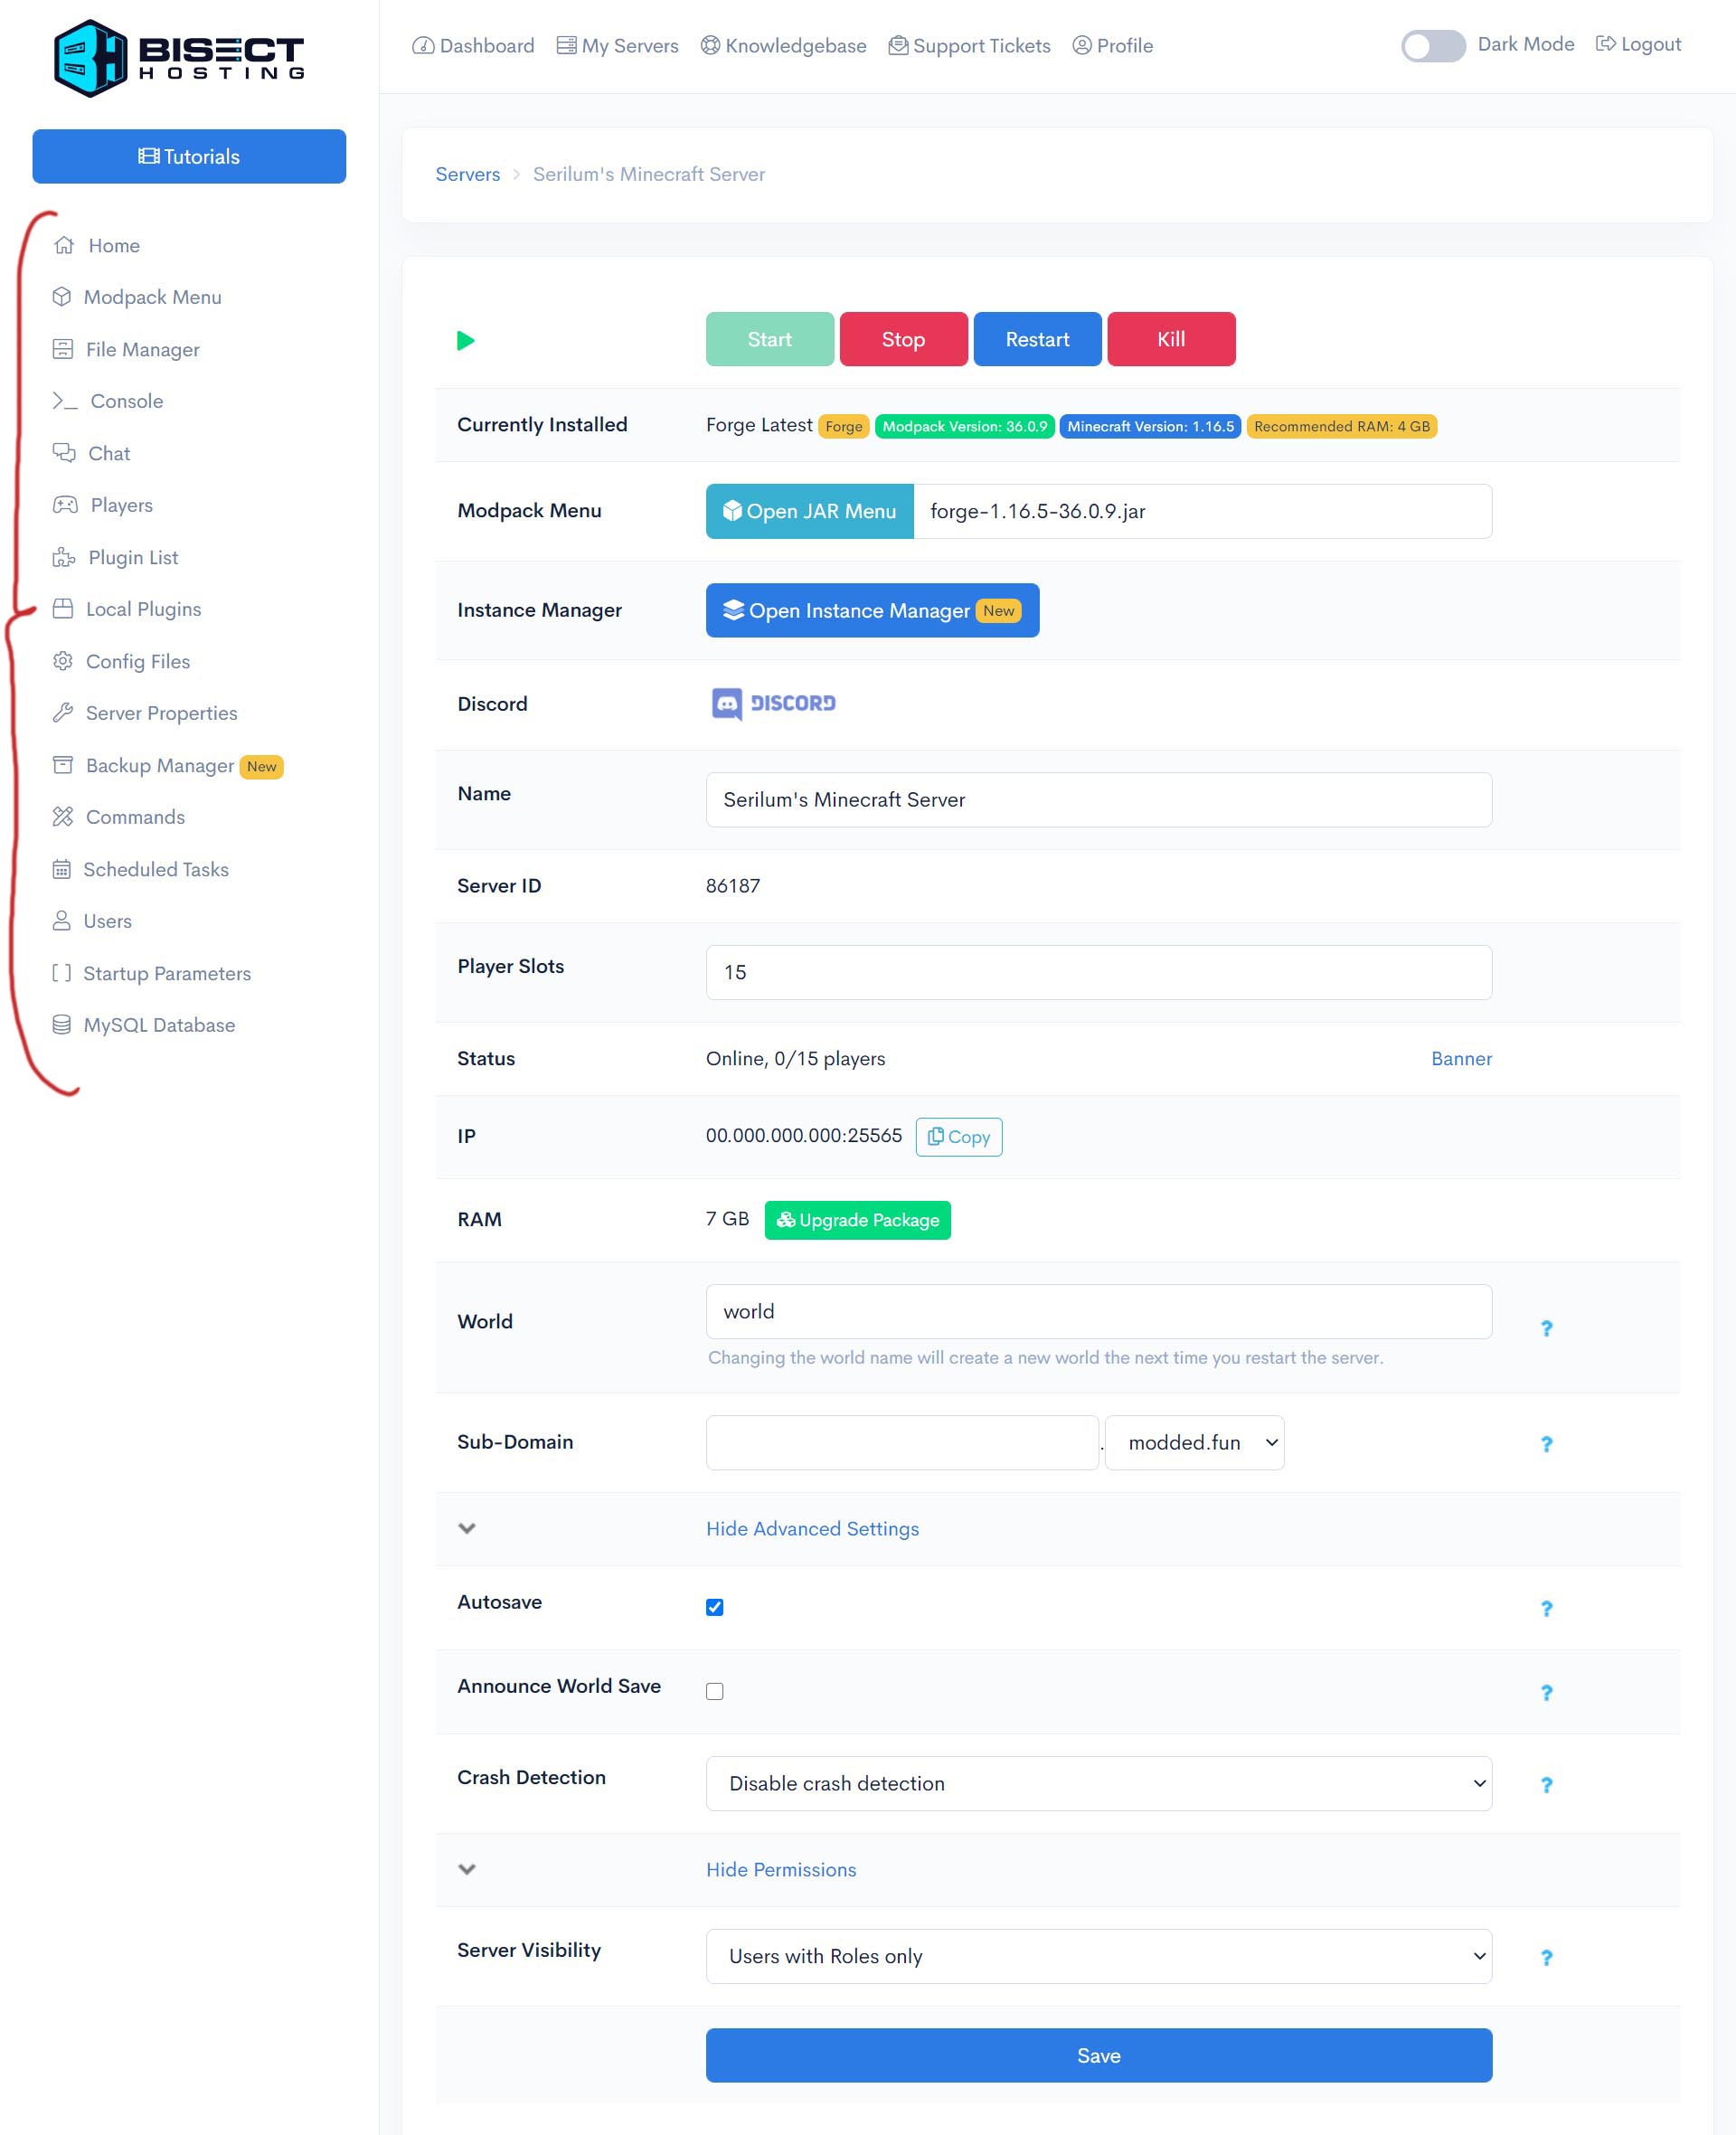 BISECT
HOSTING
Tutorials
Home
Modpack Menu
File Manager
Console
Chat
Players
Plugin List
Local Plugins
Config Files
Server Properties
Backup Manager New
Commands
Scheduled Tasks
Users
Startup Parameters
MySQL Database
Dashboard My Servers Knowledgebase Support Tickets Profile Dark Mode Logout
Servers > Serilum's Minecraft Server
Start Stop Restart Kill
Currently Installed Forge Latest Forge Modpack Version: 36.0.9 Minecraft Version: 1.16.5 Recommended RAM: 4 GB
Modpack Menu Open JAR Menu forge-1.16.5-36.0.9.jar
Instance Manager Open Instance Manager New
Discord DISCORD
Name Serilum's Minecraft Server
Server ID 86187
Player Slots 15
Status Online, 0/15 players Banner
IP 00.000.000.000:25565 Copy
RAM 7 GB Upgrade Package
World world ?
Changing the world name will create a new world the next time you restart the server.
Sub-Domain . modded.fun ?
Hide Advanced Settings
Autosave ?
Announce World Save ?
Crash Detection Disable crash detection ?
Hide Permissions
Server Visibility Users with Roles only ?
Save